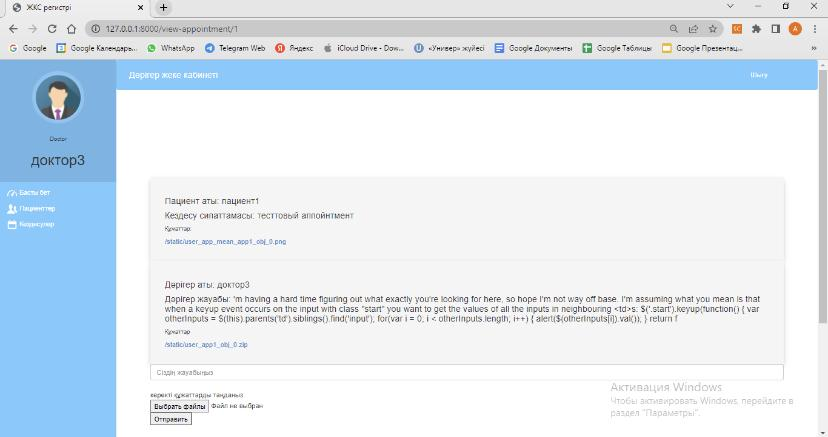 ЖКС регистрі
127.0.0.1:8000/view-appointment/1
SC
A
Google Google Календарь... WhatsApp Telegram Web Яндекс iCloud Drive - Dow... «Универ» жүйесі Google Документы Google Таблицы Google Презентац... »
Дәрігер жеке кабинеті
Шығу
Doctor
доктор3
Басты бет
Пациенттер
Кездесулер
Пациент аты: пациент1
Кездесу сипаттамасы: тесттовый аппойнтмент
Құжаттар:
/static/user_app_mean_app1_obj_0.png
Дәрігер аты: доктор3
Дәрігер жауабы: 'm having a hard time figuring out what exactly you're looking for here, so hope I'm not way off base. I'm assuming what you mean is that
when a keyup event occurs on the input with class "start" you want to get the values of all the inputs in neighbouring <td>s: $('.start').keyup(function() { var
otherInputs = $(this).parents('td').siblings().find('input'); for(var i = 0; i < otherInputs.length; i++) { alert($(otherInputs[i]).val()); } return f
Құжаттар
/static/user_app1_obj_0.zip
Сіздің жауабыңыз
керекті құжаттарды таңдаңыз
Выбрать файлы Файл не выбран
Отправить
Активация Windows
Чтобы активировать Windows, перейдите в
раздел "Параметры".